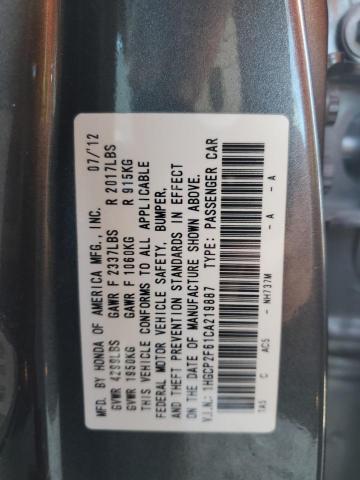 MFD. BY HONDA OF AMERICA MFG., INC. 07/'12
GVWR 4299LBS GAWR F 2337LBS R 2017LBS
GVWR 1950KG GAWR F 1060KG R 915KG
THIS VEHICLE CONFORMS TO ALL APPLICABLE
FEDERAL MOTOR VEHICLE SAFETY, BUMPER,
AND THEFT PREVENTION STANDARDS IN EFFECT
ON THE DATE OF MANUFACTURE SHOWN ABOVE.
V.I.N.: 1HGCP2F61CA219887 TYPE: PASSENGER CAR
TA5 C AC5 - NH737M - A - A